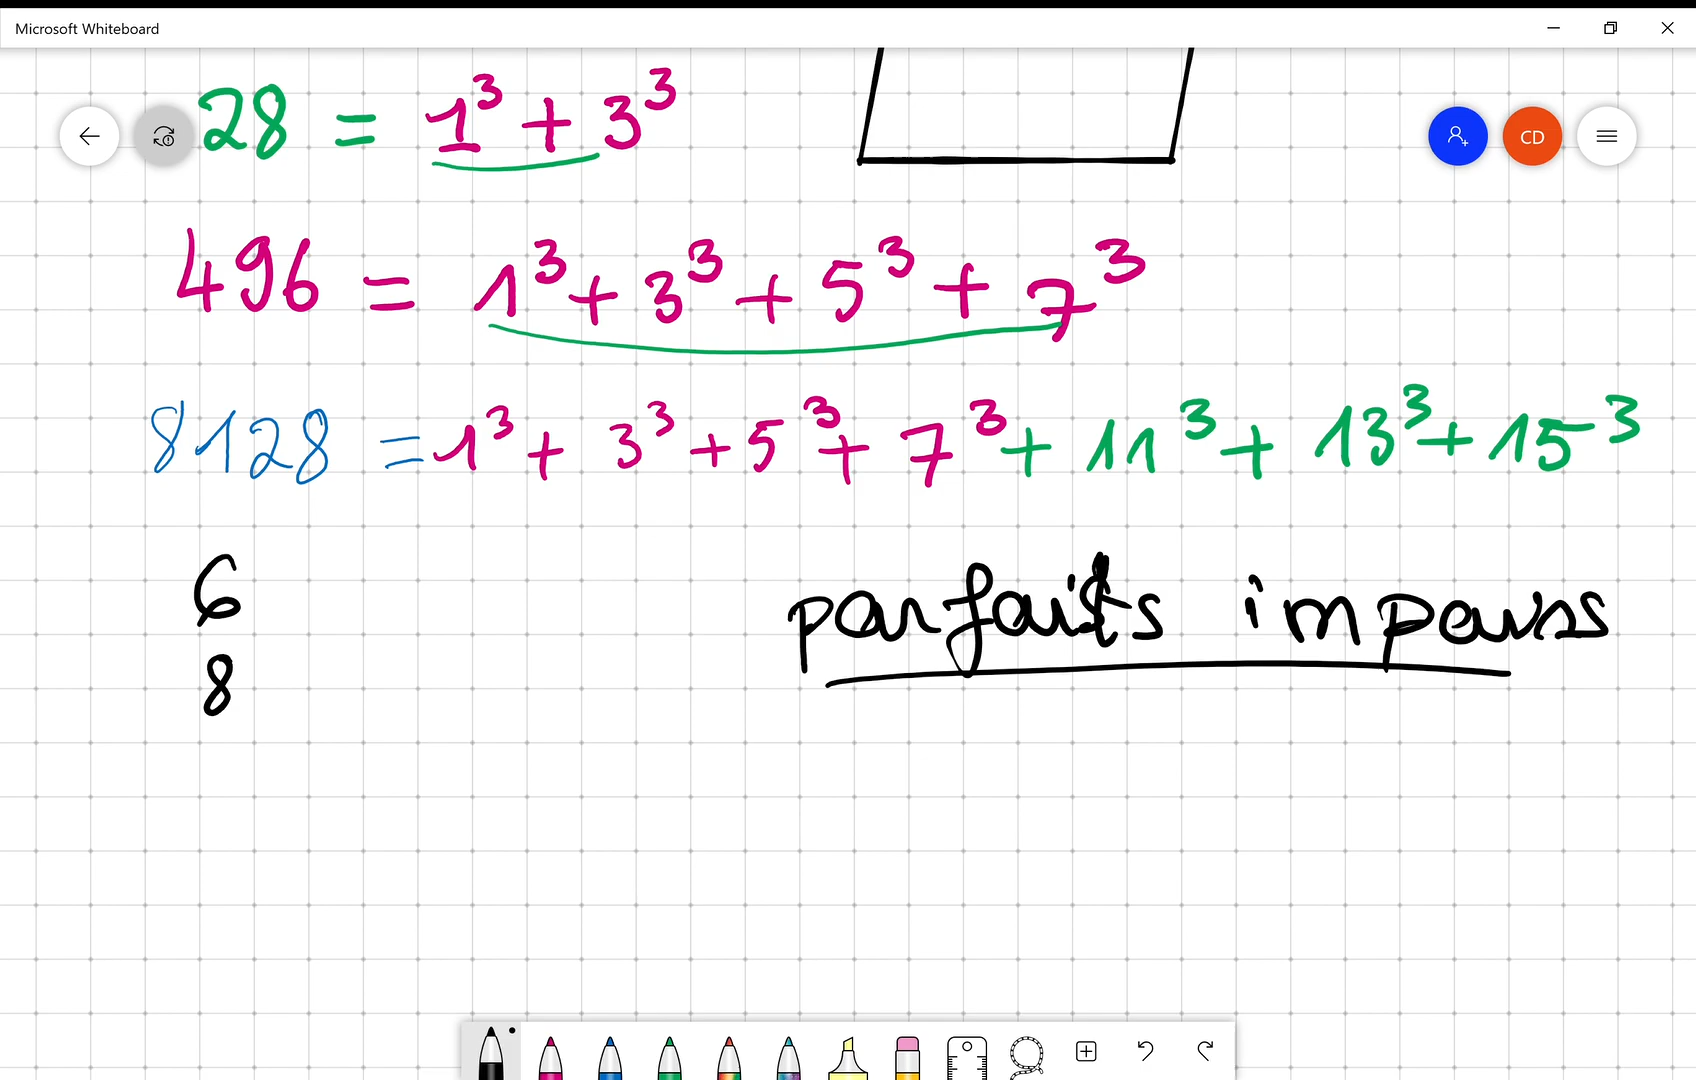 Microsoft Whiteboard
28 = 1³ + 3³
CD
496 = 1³ + 3³ + 5³ + 7³
8128 = 1³ + 3³ + 5³ + 7³ + 11³ + 13³ + 15³
6
parfaits impairs
8